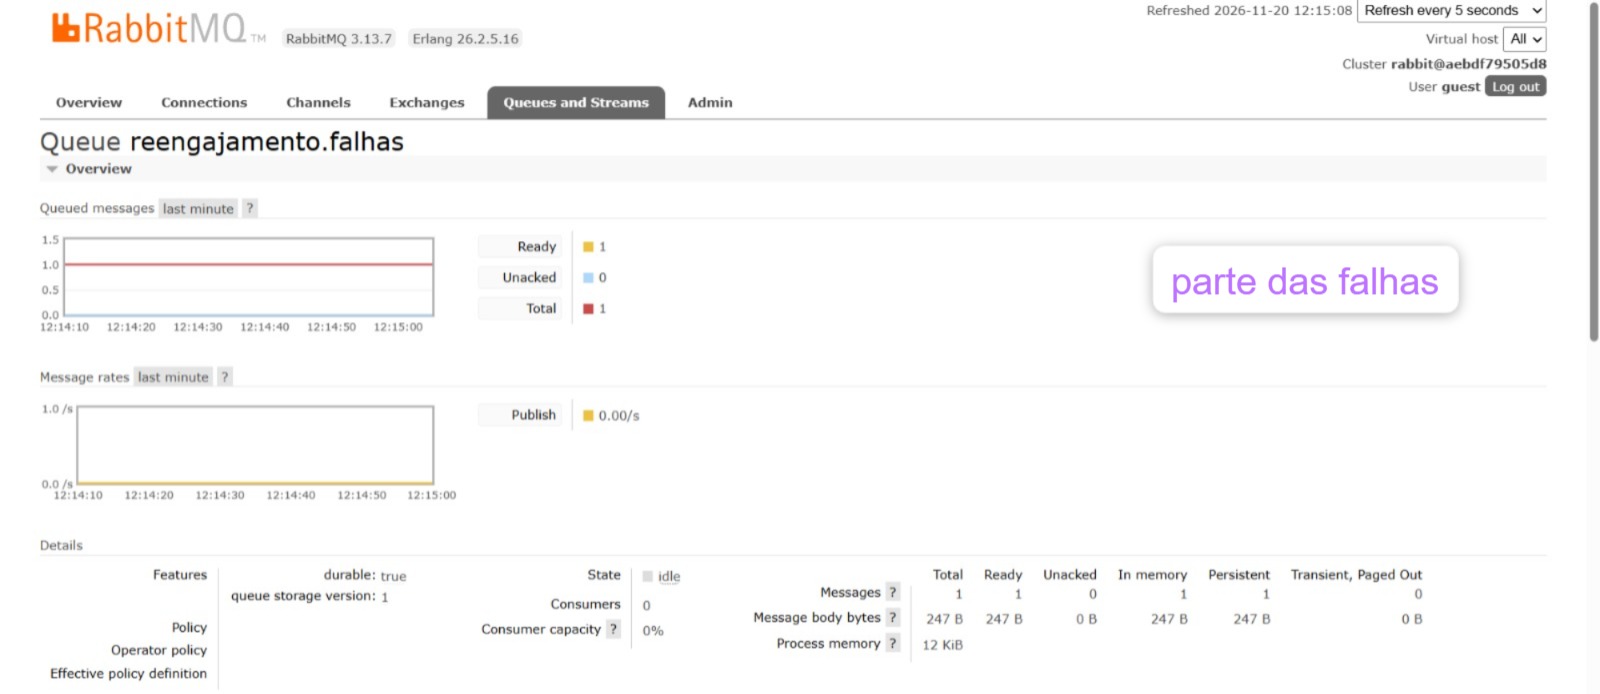 Refreshed 2026-11-20 12:15:08 Refresh every 5 seconds
RabbitMQ TM RabbitMQ 3.13.7 Erlang 26.2.5.16
Virtual host All
Cluster rabbit@aebdf79505d8
User guest Log out
Overview Connections Channels Exchanges Queues and Streams Admin
Queue reengajamento.falhas
Overview
Queued messages last minute ?
1.5
1.0
0.5
0.0
12:14:10 12:14:20 12:14:30 12:14:40 12:14:50 12:15:00
Ready 1
Unacked 0
Total 1
parte das falhas
Message rates last minute ?
1.0 /s
0.0 /s
12:14:10 12:14:20 12:14:30 12:14:40 12:14:50 12:15:00
Publish 0.00/s
Details
Features durable: true
queue storage version: 1
Policy
Operator policy
Effective policy definition
State idle
Consumers 0
Consumer capacity ? 0%
Total Ready Unacked In memory Persistent Transient, Paged Out
Messages ? 1 1 0 1 1 0
Message body bytes ? 247 B 247 B 0 B 247 B 247 B 0 B
Process memory ? 12 KiB